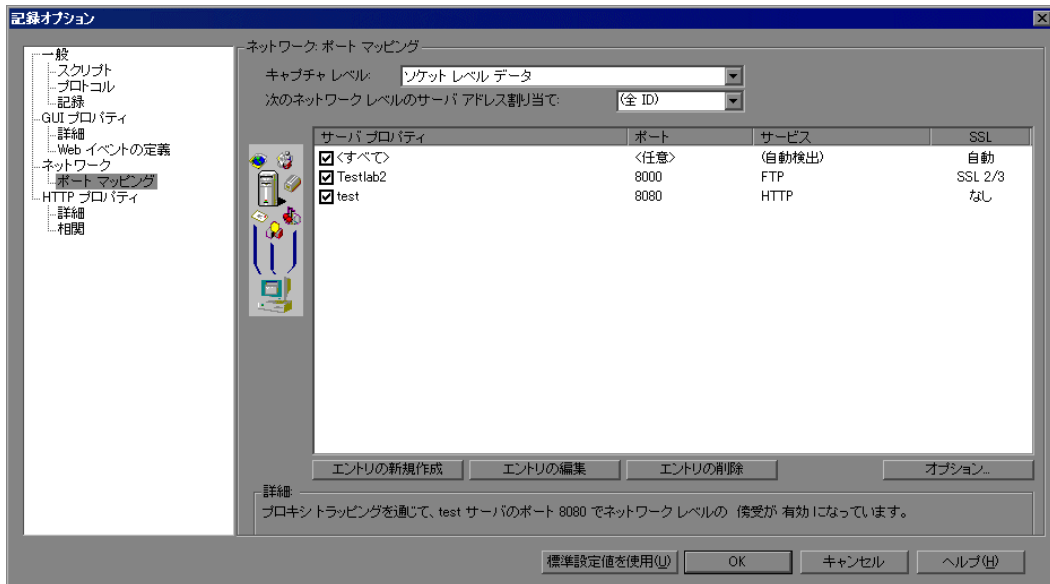 記録オプション
一般
スクリプト
プロトコル
記録
GUI プロパティ
詳細
Web イベントの定義
ネットワーク
ポート マッピング
HTTP プロパティ
詳細
相関
ネットワーク: ポート マッピング
キャプチャ レベル: ソケット レベル データ
次のネットワーク レベルのサーバ アドレス割り当て: (全 ID)
サーバ プロパティ ポート サービス SSL
<すべて> <任意> (自動検出) 自動
Testlab2 8000 FTP SSL 2/3
test 8080 HTTP なし
エントリの新規作成 エントリの編集 エントリの削除 オプション...
詳細:
プロキシ トラッピングを通じて、test サーバのポート 8080 でネットワーク レベルの 傍受が 有効 になっています。
標準設定値を使用(U) OK キャンセル ヘルプ(H)